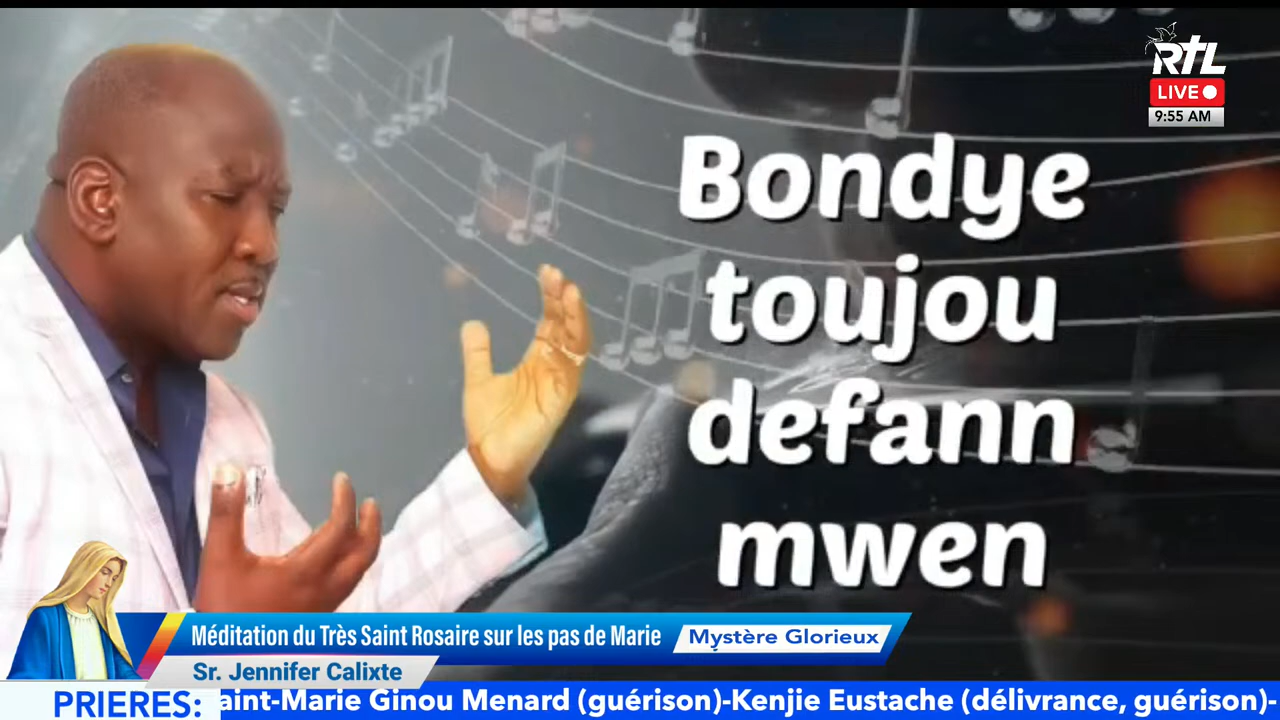 RTL
LIVE
9:55 AM
Bondye
toujou
defann
mwen
Méditation du Très Saint Rosaire sur les pas de Marie
Mystère Glorieux
Sr. Jennifer Calixte
PRIERES: aint-Marie Ginou Menard (guérison)-Kenjie Eustache (délivrance, guérison)-